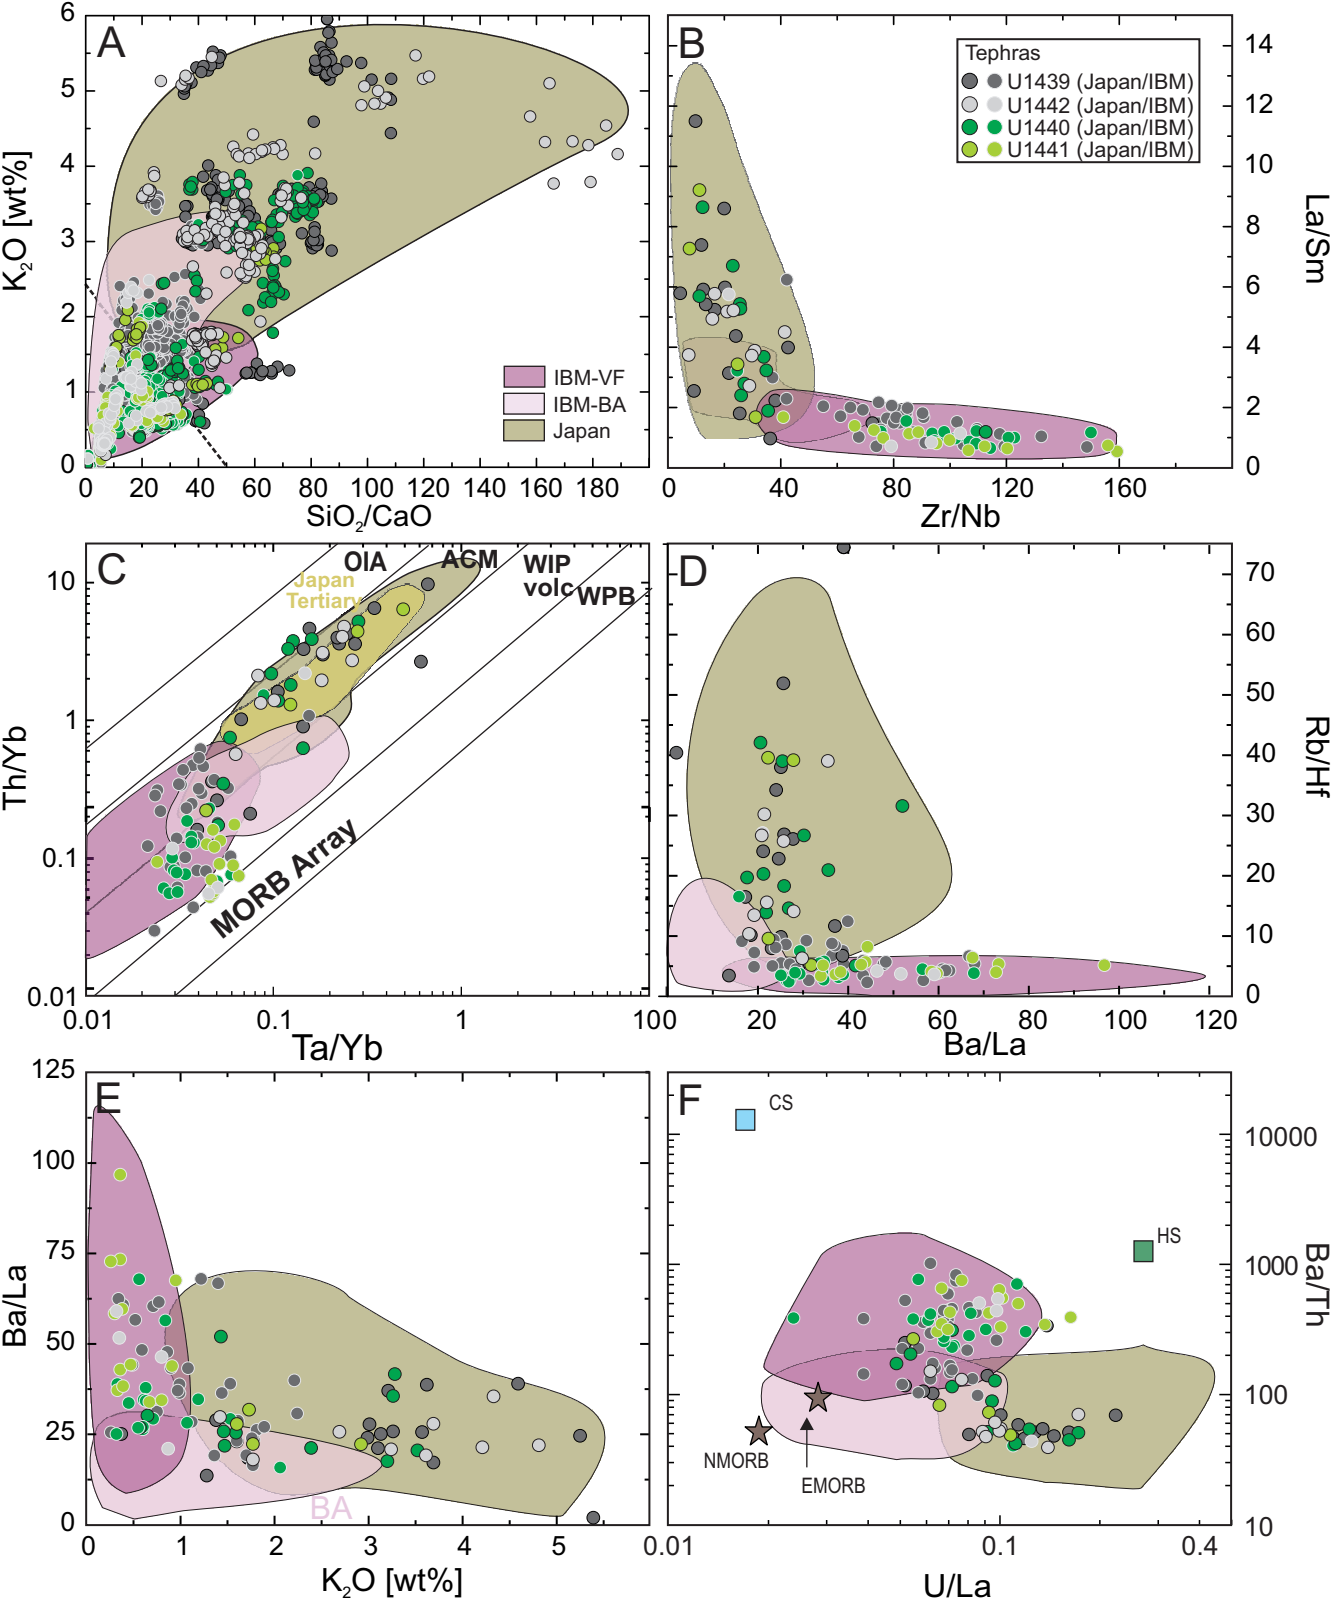 A
6
5
4
3
2
1
0
K2O [wt%]
0 20 40 60 80 100 120 140 160 180
SiO2/CaO
IBM-VF
IBM-BA
Japan
B
Tephras
U1439 (Japan/IBM)
U1442 (Japan/IBM)
U1440 (Japan/IBM)
U1441 (Japan/IBM)
14
12
10
8
6
4
2
0
La/Sm
0 40 80 120 160
Zr/Nb
C
OIA
ACM
WIP
volc
WPB
Japan
Tertiary
MORB Array
10
1
0.1
0.01
Th/Yb
0.01 0.1 1 10
Ta/Yb
D
70
60
50
40
30
20
10
0
Rb/Hf
0 20 40 60 80 100 120
Ba/La
E
125
100
75
50
25
0
Ba/La
BA
0 1 2 3 4 5
K2O [wt%]
F
CS
HS
NMORB
EMORB
10000
1000
100
10
Ba/Th
0.01 0.1 0.4
U/La